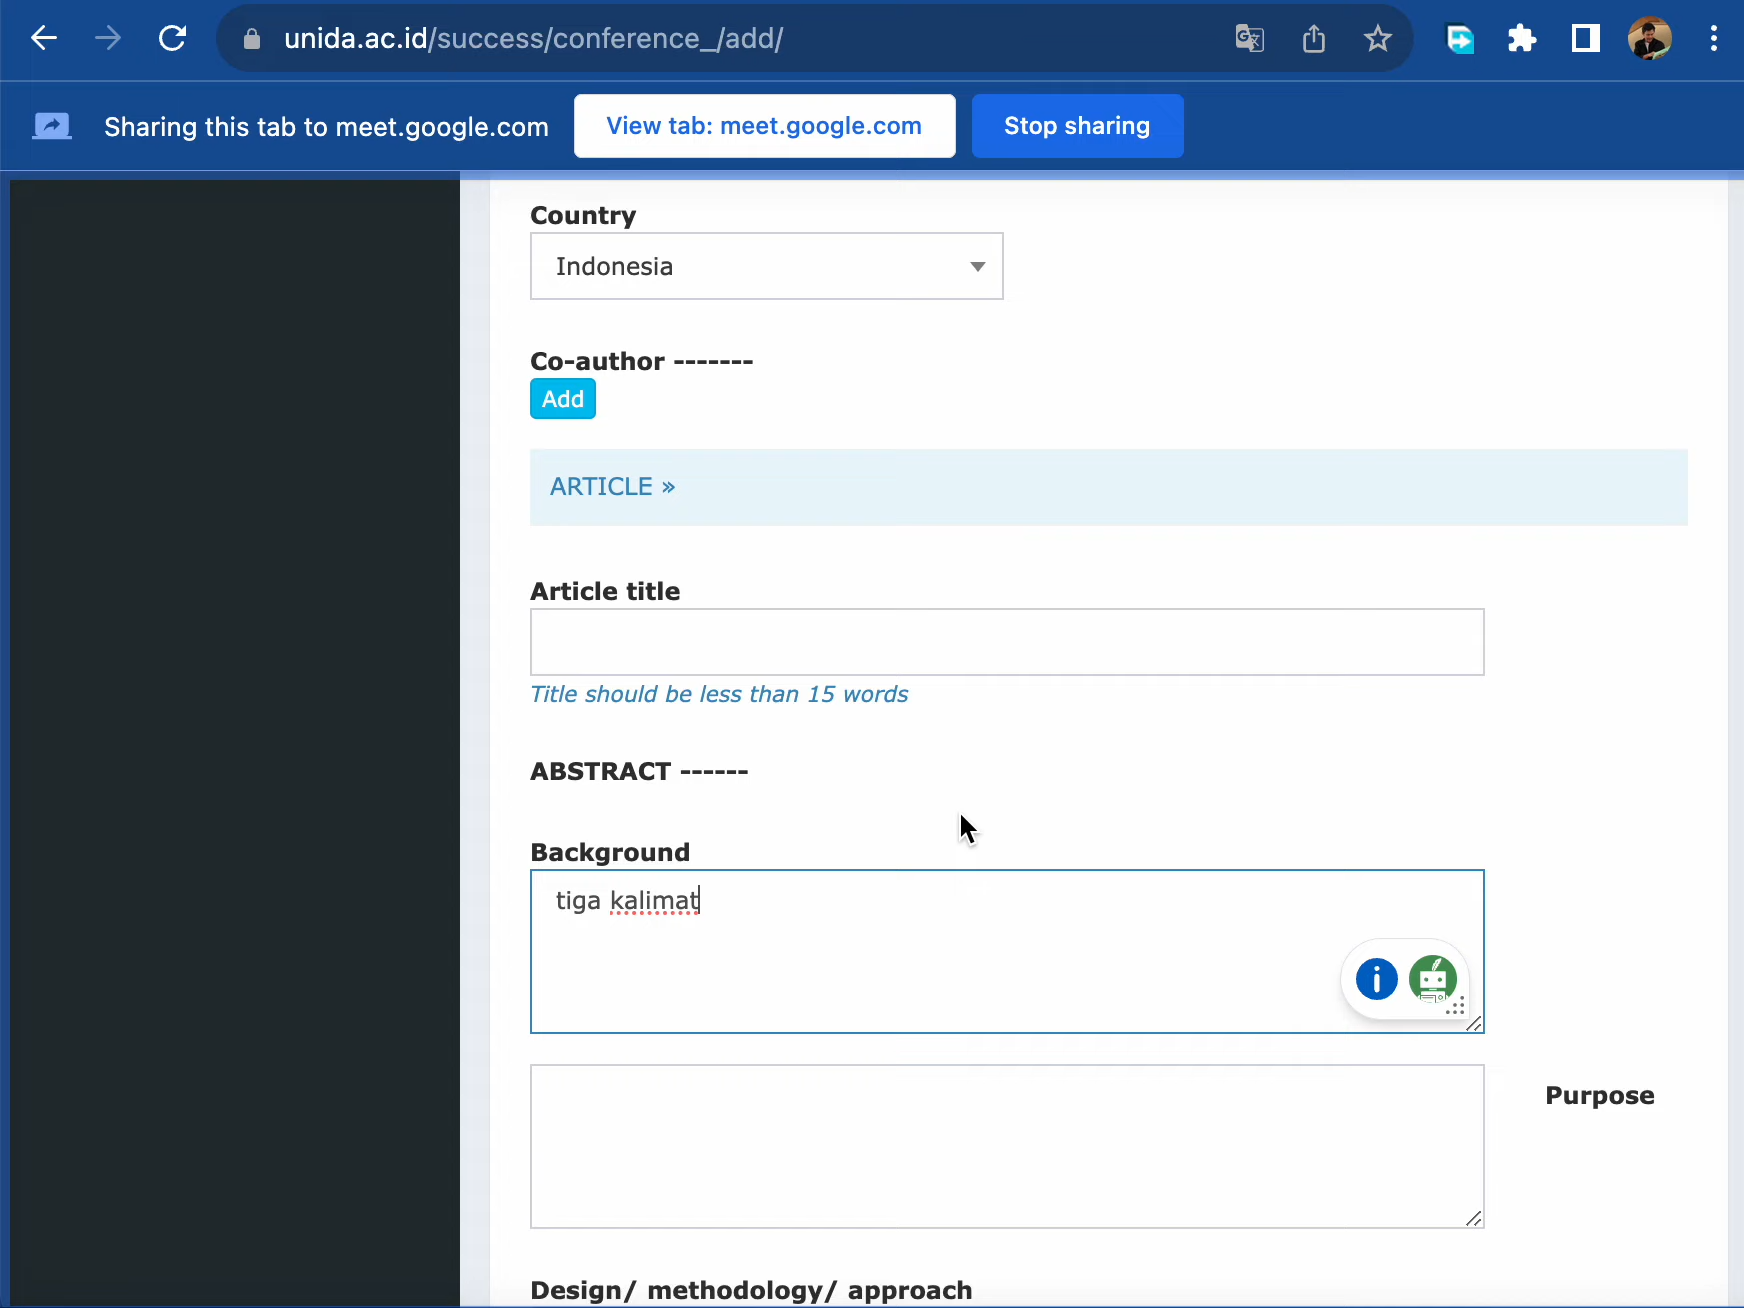 unida.ac.id/success/conference_/add/
Sharing this tab to meet.google.com
View tab: meet.google.com
Stop sharing
Country
Indonesia
Co-author -------
Add
ARTICLE »
Article title
Title should be less than 15 words
ABSTRACT ------
Background
tiga kalimat
Purpose
Design/ methodology/ approach